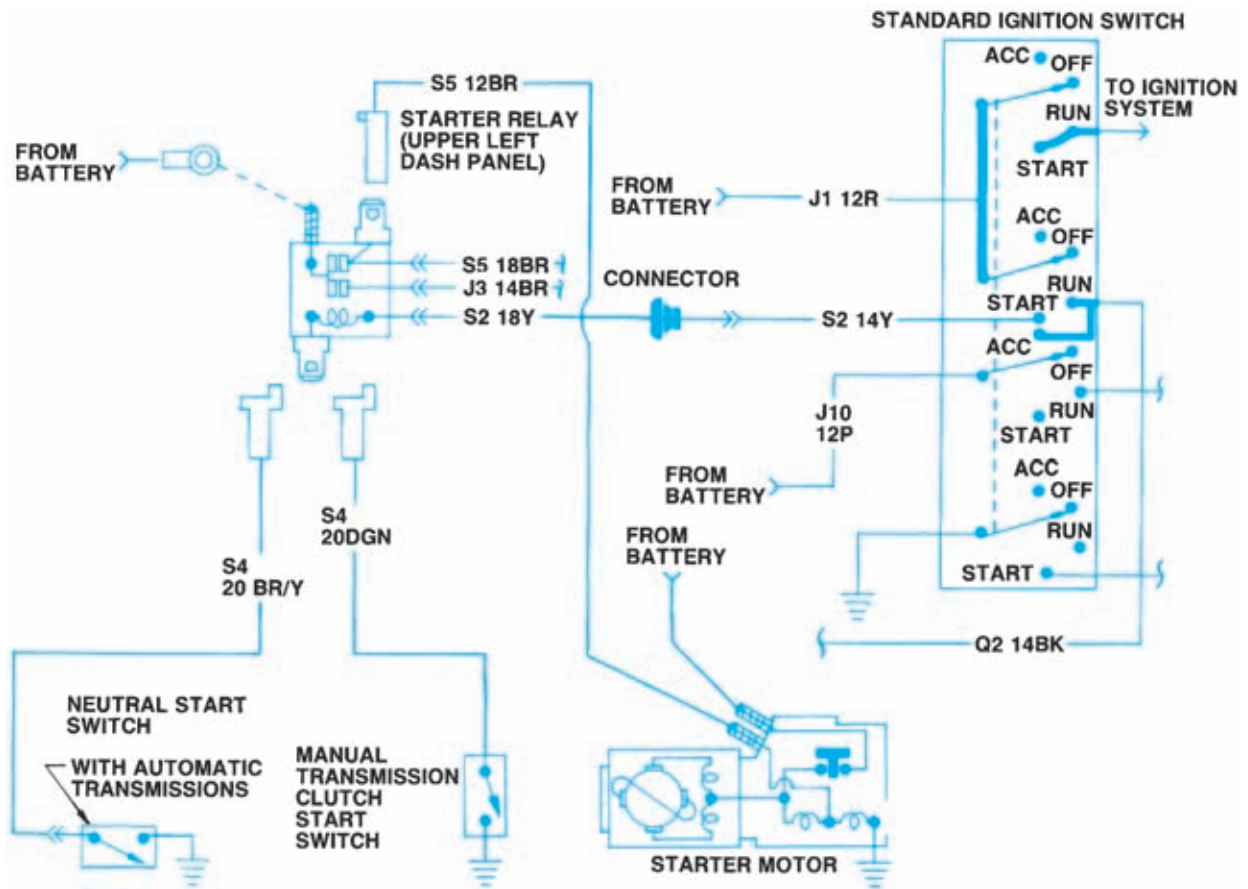 STANDARD IGNITION SWITCH
ACC
OFF
TO IGNITION
SYSTEM
RUN
START
S5 12BR
STARTER RELAY
(UPPER LEFT
DASH PANEL)
FROM
BATTERY
FROM
BATTERY
J1 12R
ACC
OFF
RUN
START
S5 18BR
J3 14BR
S2 18Y
CONNECTOR
S2 14Y
ACC
OFF
RUN
START
J10
12P
FROM
BATTERY
ACC
OFF
RUN
START
S4
20 BR/Y
S4
20DGN
FROM
BATTERY
Q2 14BK
NEUTRAL START
SWITCH
WITH AUTOMATIC
TRANSMISSIONS
MANUAL
TRANSMISSION
CLUTCH
START
SWITCH
STARTER MOTOR